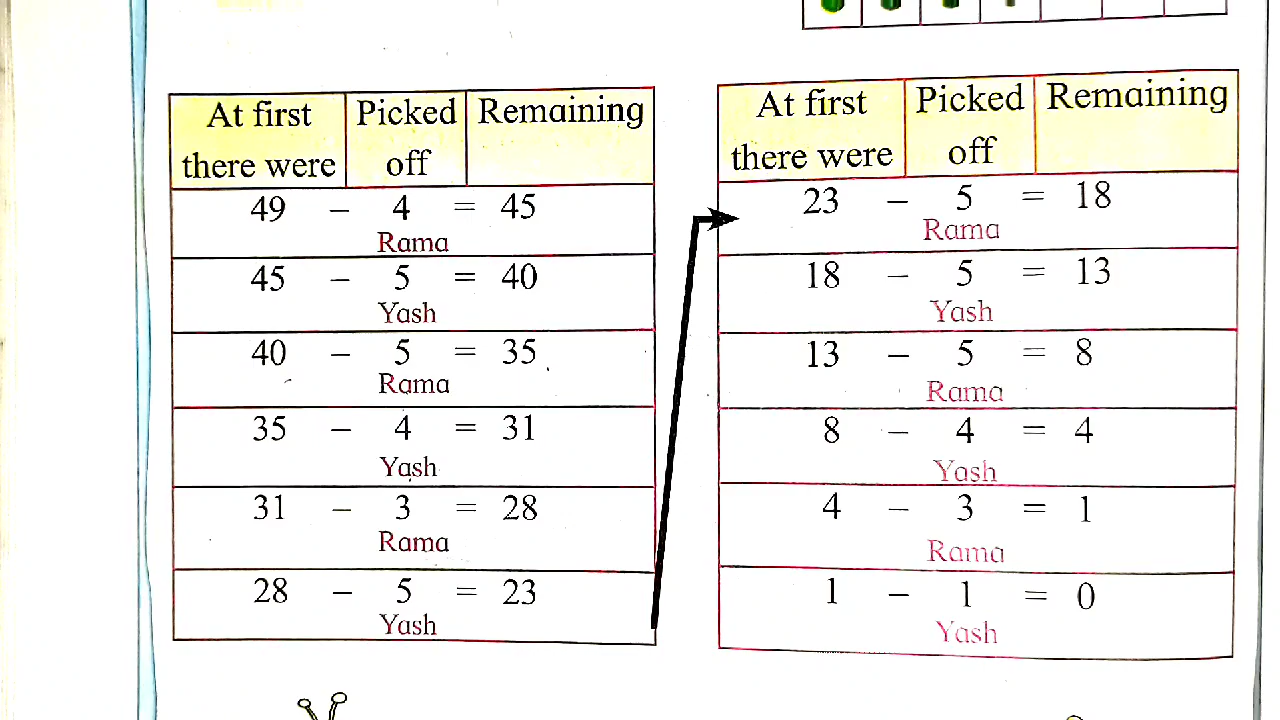 At first there were | Picked off | Remaining
49 – 4 = 45
Rama
45 – 5 = 40
Yash
40 – 5 = 35
Rama
35 – 4 = 31
Yash
31 – 3 = 28
Rama
28 – 5 = 23
Yash
At first there were | Picked off | Remaining
23 – 5 = 18
Rama
18 – 5 = 13
Yash
13 – 5 = 8
Rama
8 – 4 = 4
Yash
4 – 3 = 1
Rama
1 – 1 = 0
Yash